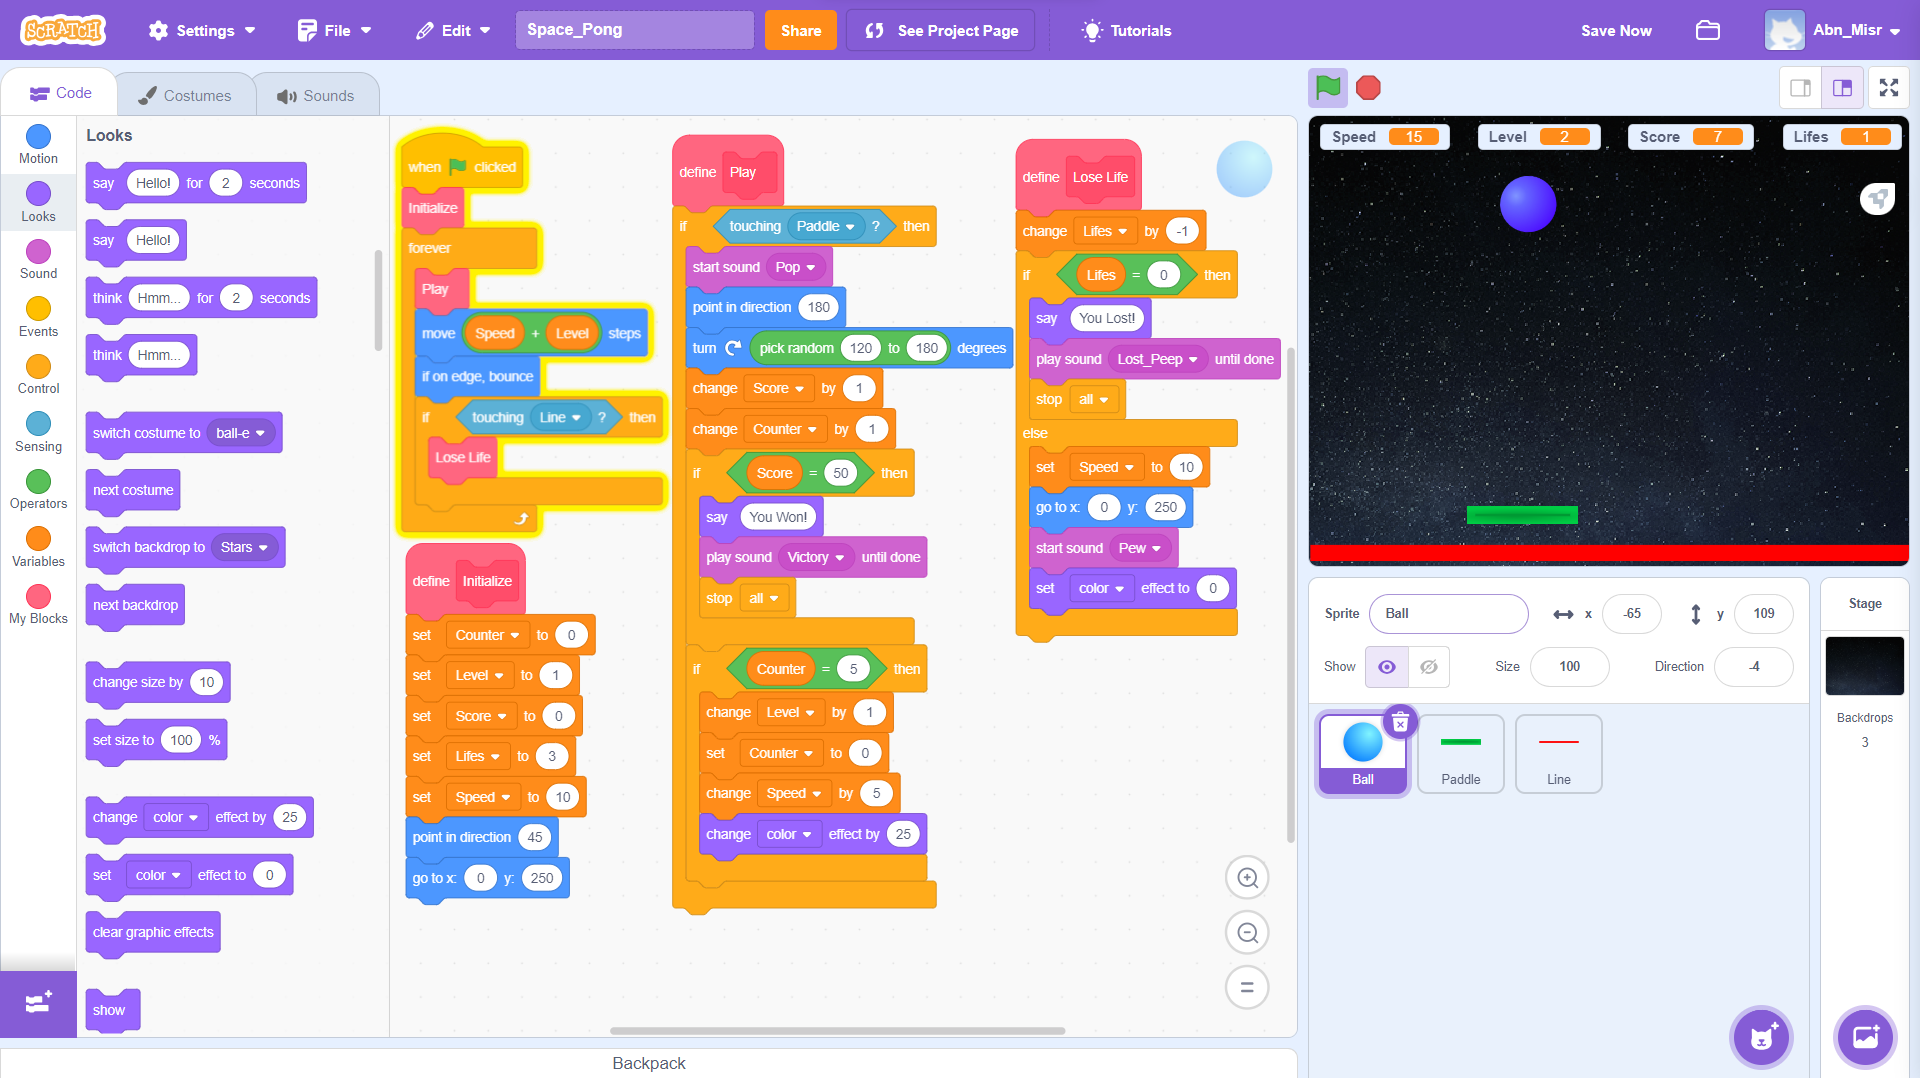 SCRATCH Settings File Edit Space_Pong Share See Project Page Tutorials Save Now Abn_Misr
Code Costumes Sounds
Motion
Looks
Sound
Events
Control
Sensing
Operators
Variables
My Blocks
Looks
say Hello! for 2 seconds
say Hello!
think Hmm... for 2 seconds
think Hmm...
switch costume to ball-e
next costume
switch backdrop to Stars
next backdrop
change size by 10
set size to 100 %
change color effect by 25
set color effect to 0
clear graphic effects
show
when clicked
Initialize
forever
Play
move Speed + Level steps
if on edge, bounce
if touching Line ? then
Lose Life
define Initialize
set Counter to 0
set Level to 1
set Score to 0
set Lifes to 3
set Speed to 10
point in direction 45
go to x: 0 y: 250
define Play
if touching Paddle ? then
start sound Pop
point in direction 180
turn pick random 120 to 180 degrees
change Score by 1
change Counter by 1
if Score = 50 then
say You Won!
play sound Victory until done
stop all
if Counter = 5 then
change Level by 1
set Counter to 0
change Speed by 5
change color effect by 25
define Lose Life
change Lifes by -1
if Lifes = 0 then
say You Lost!
play sound Lost_Peep until done
stop all
else
set Speed to 10
go to x: 0 y: 250
start sound Pew
set color effect to 0
Speed 15 Level 2 Score 7 Lifes 1
Sprite Ball x -65 y 109
Show Size 100 Direction -4
Ball Paddle Line
Stage
Backdrops
3
Backpack